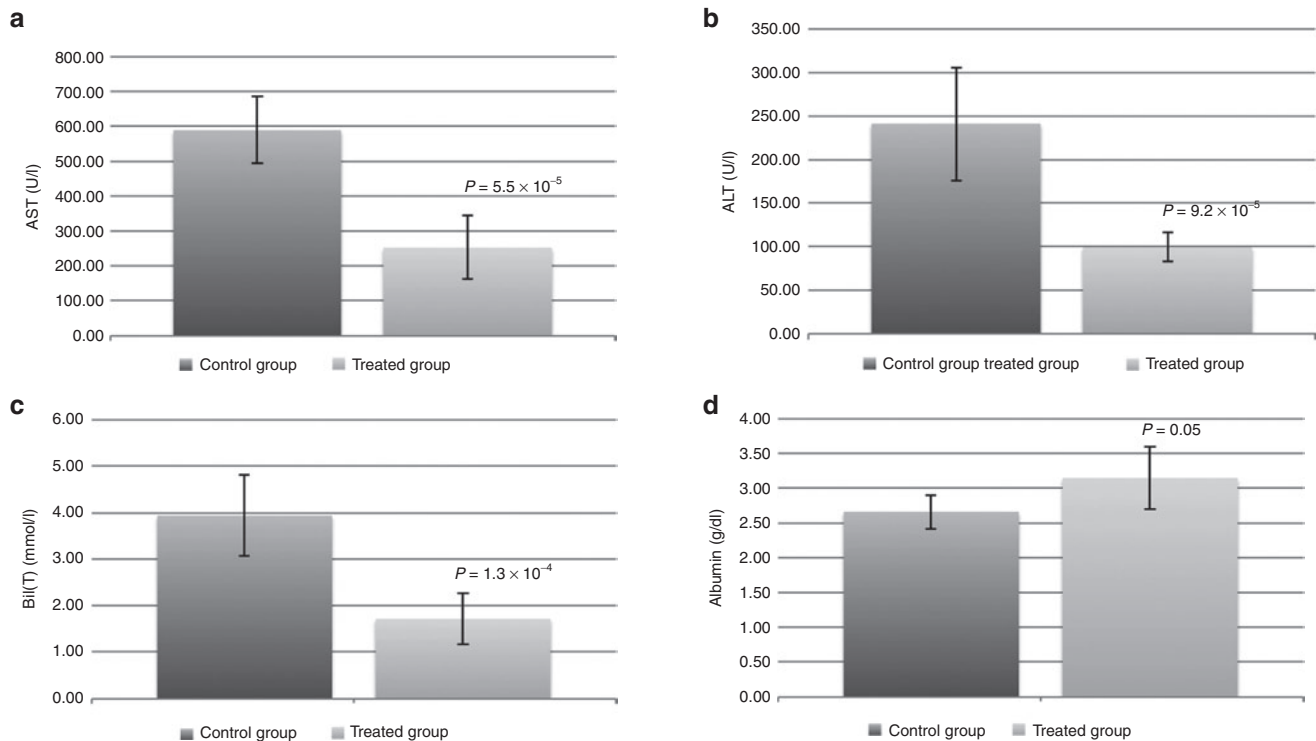 a
AST (U/l)
800.00
700.00
600.00
500.00
400.00
300.00
200.00
100.00
0.00
P = 5.5 × 10⁻⁵
Control group Treated group
b
ALT (U/l)
350.00
300.00
250.00
200.00
150.00
100.00
50.00
0.00
P = 9.2 × 10⁻⁵
Control group treated group Treated group
c
Bil(T) (mmol/l)
6.00
5.00
4.00
3.00
2.00
1.00
0.00
P = 1.3 × 10⁻⁴
Control group Treated group
d
Albumin (g/dl)
4.00
3.50
3.00
2.50
2.00
1.50
1.00
0.50
0.00
P = 0.05
Control group Treated group